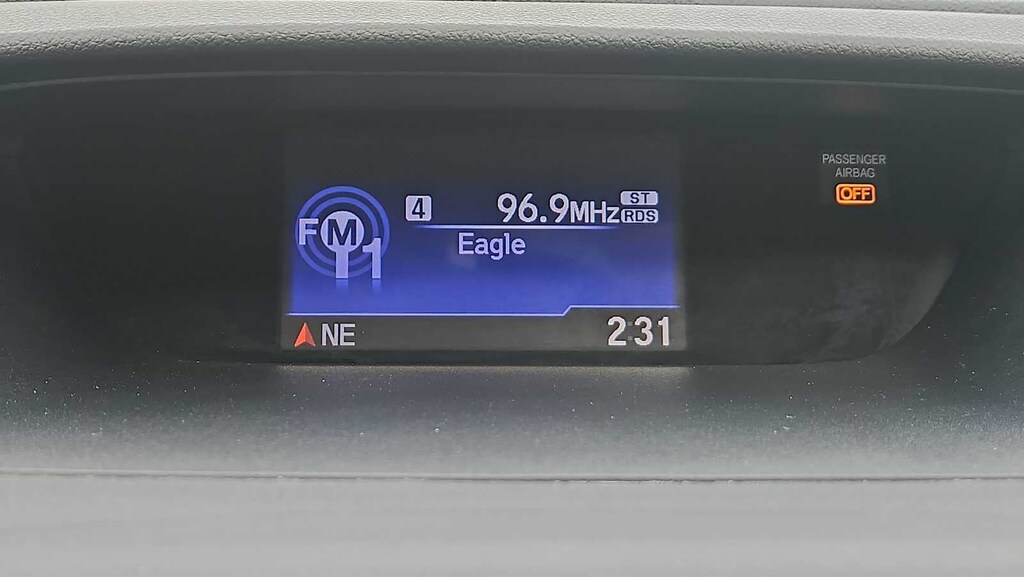 PASSENGER
AIRBAG
OFF
4 96.9MHz ST RDS
FM1
Eagle
NE 2:31